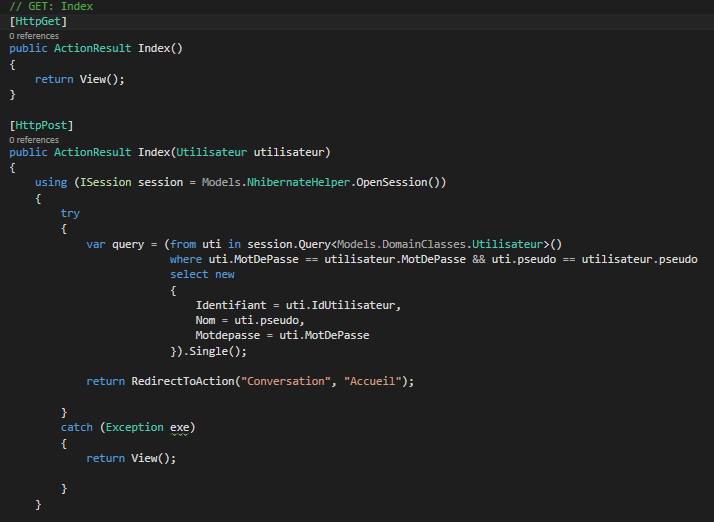 // GET: Index
[HttpGet]
0 references
public ActionResult Index()
{
return View();
}
[HttpPost]
0 references
public ActionResult Index(Utilisateur utilisateur)
{
using (ISession session = Models.NhibernateHelper.OpenSession())
{
try
{
var query = (from uti in session.Query<Models.DomainClasses.Utilisateur>()
where uti.MotDePasse == utilisateur.MotDePasse && uti.pseudo == utilisateur.pseudo
select new
{
Identifiant = uti.IdUtilisateur,
Nom = uti.pseudo,
Motdepasse = uti.MotDePasse
}).Single();
return RedirectToAction("Conversation", "Accueil");
}
catch (Exception exe)
{
return View();
}
}